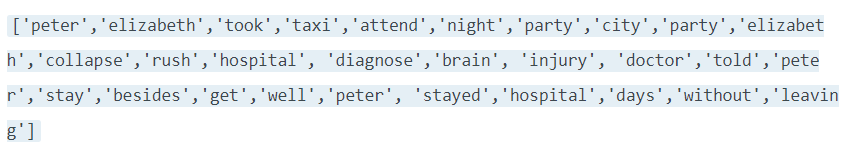 ['peter','elizabeth','took','taxi','attend','night','party','city','party','elizabet
h','collapse','rush','hospital', 'diagnose','brain', 'injury', 'doctor','told','pete
r','stay','besides','get','well','peter', 'stayed','hospital','days','without','leavin
g']